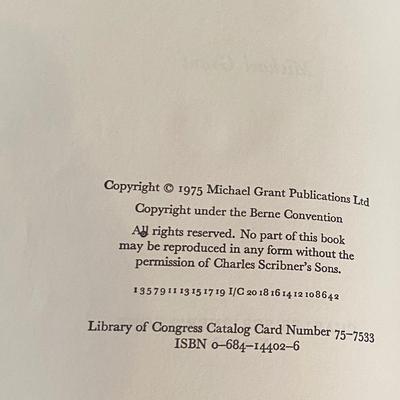 Michael Grant
Copyright © 1975 Michael Grant Publications Ltd
Copyright under the Berne Convention
All rights reserved. No part of this book
may be reproduced in any form without the
permission of Charles Scribner's Sons.
1 3 5 7 9 11 13 15 17 19 I/C 20 18 16 14 12 10 8 6 4 2
Library of Congress Catalog Card Number 75-7533
ISBN 0-684-14402-6